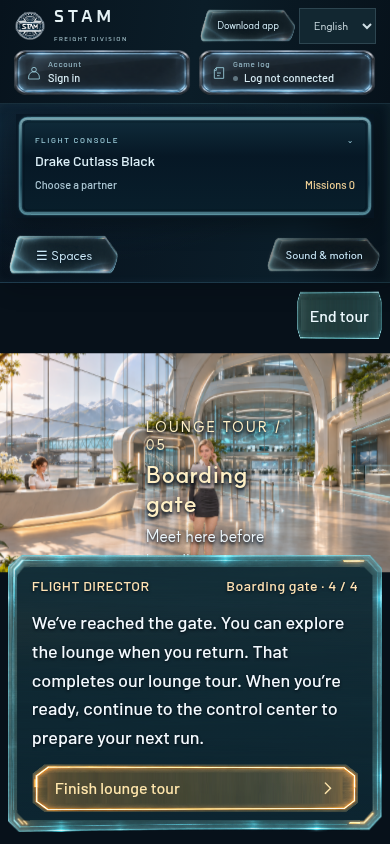 STAM
FREIGHT DIVISION
Download app
English
Account
Sign in
Game log
Log not connected
FLIGHT CONSOLE
Drake Cutlass Black
Choose a partner
Missions 0
☰ Spaces
Sound & motion
End tour
LOUNGE TOUR /
05
Boarding
gate
Meet here before
FLIGHT DIRECTOR
Boarding gate · 4 / 4
We’ve reached the gate. You can explore
the lounge when you return. That
completes our lounge tour. When you’re
ready, continue to the control center to
prepare your next run.
Finish lounge tour